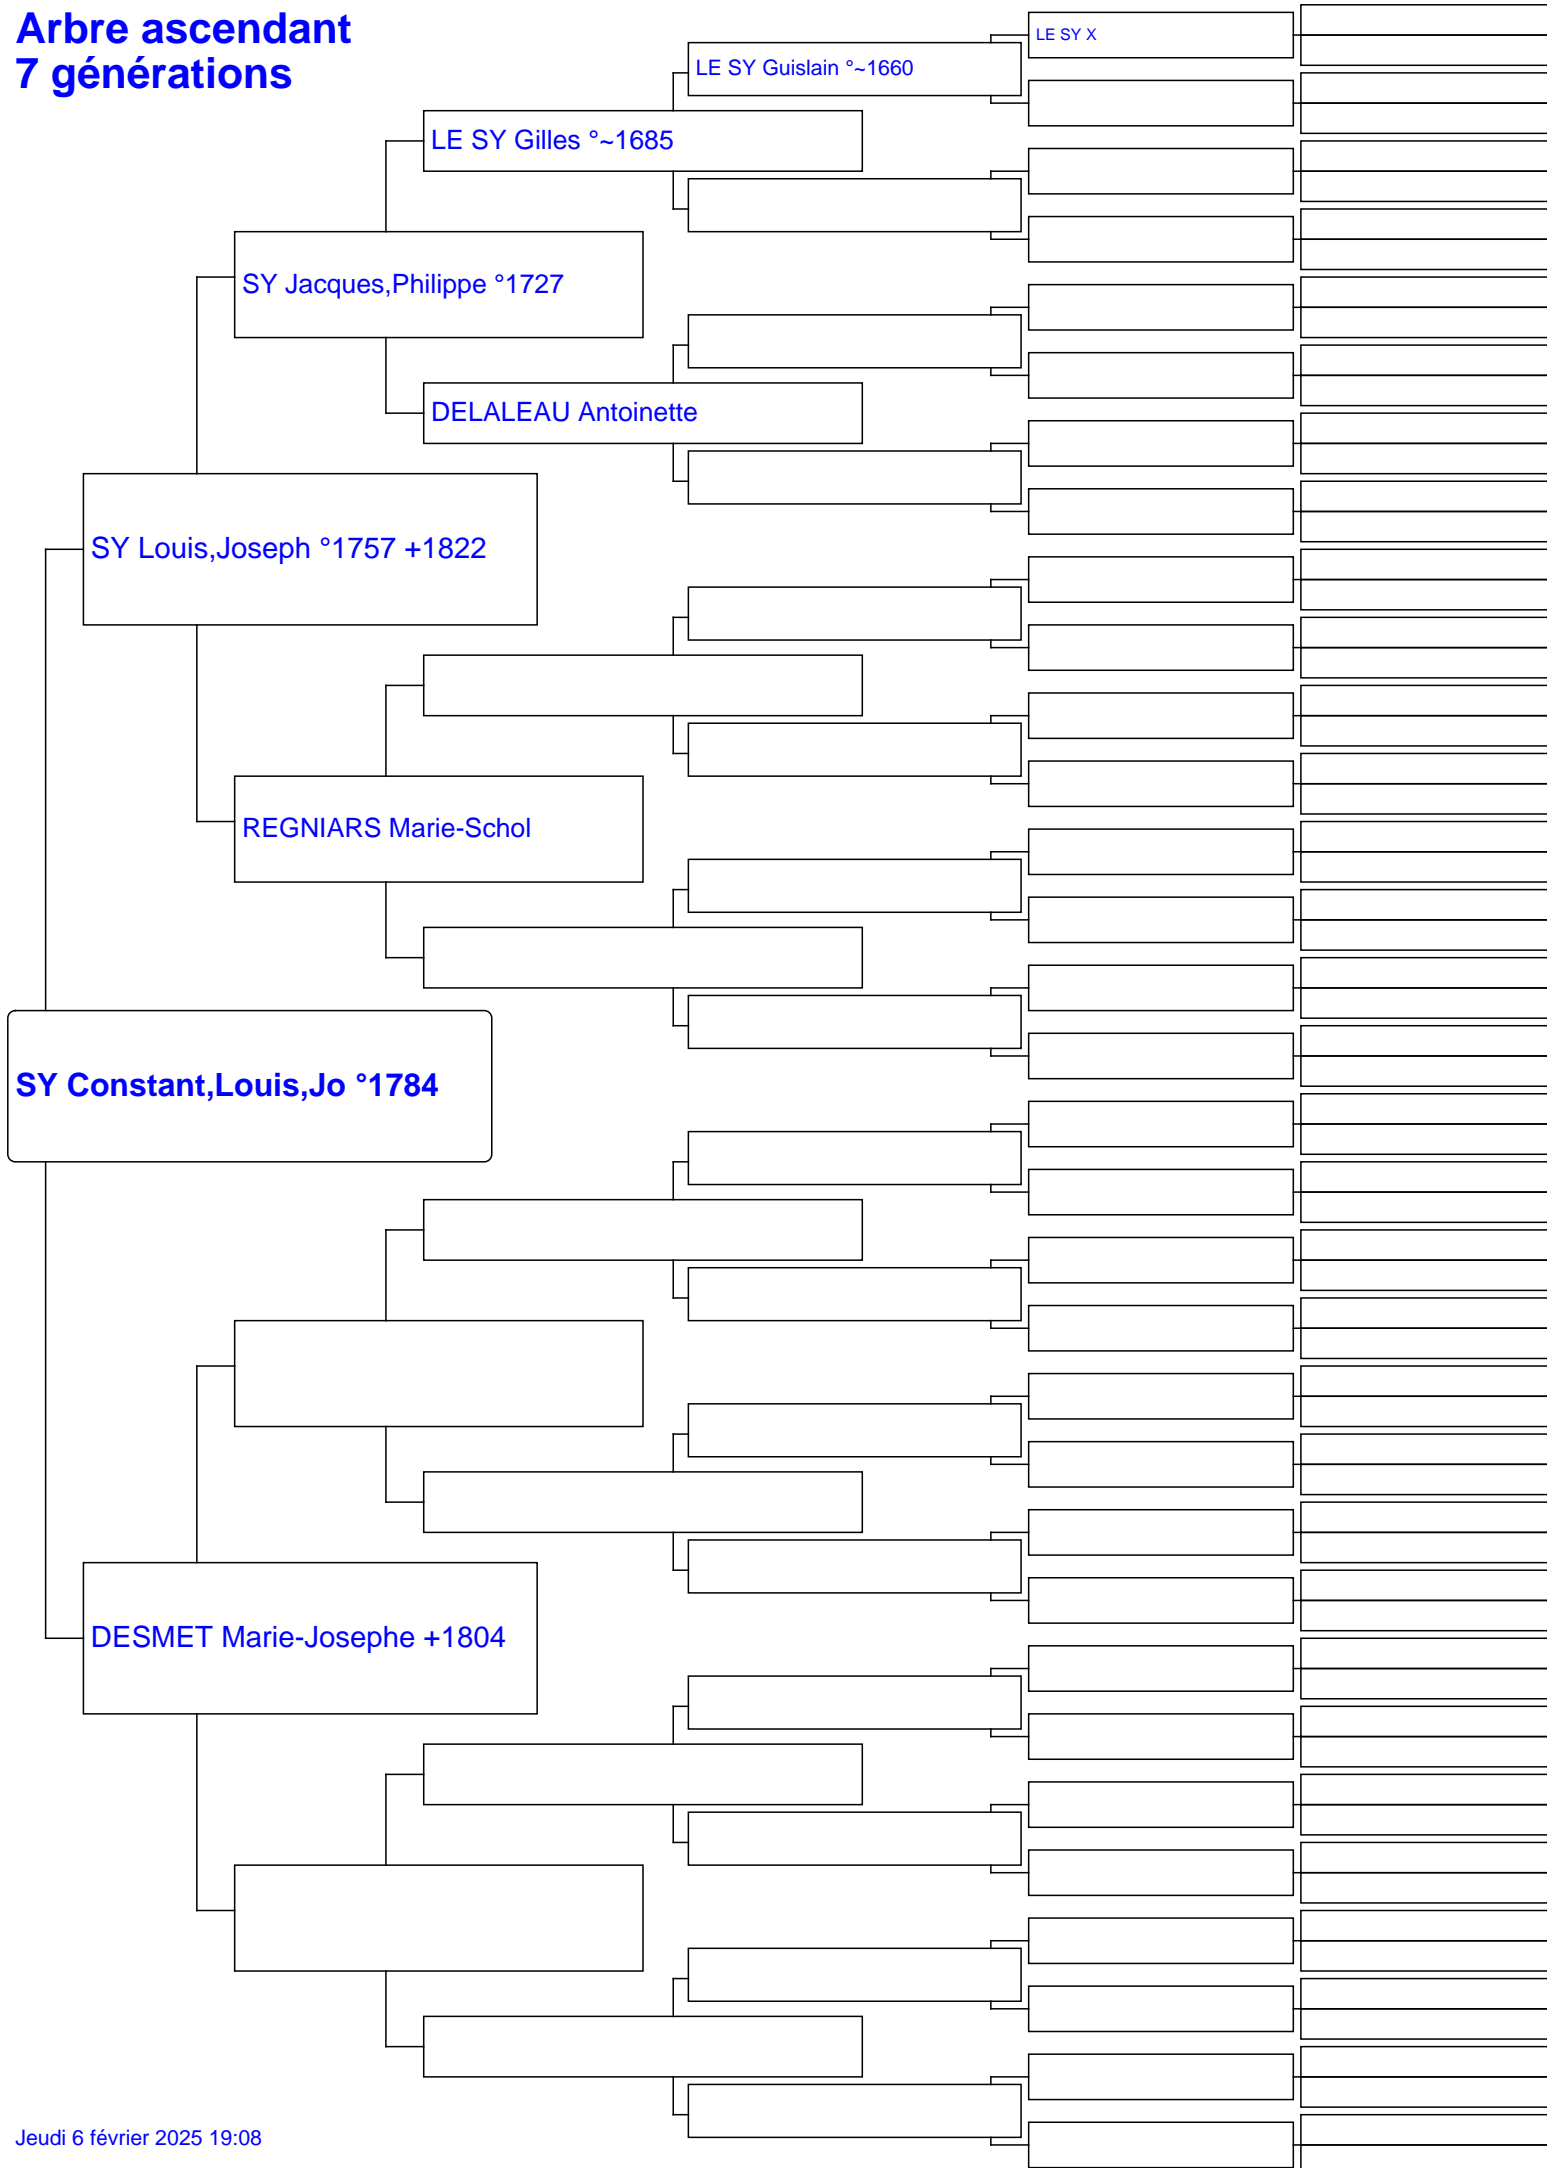 Arbre ascendant
7 générations
LE SY X
LE SY Guislain °~1660
LE SY Gilles °~1685
SY Jacques,Philippe °1727
DELALEAU Antoinette
SY Louis,Joseph °1757 +1822
REGNIARS Marie-Schol
SY Constant,Louis,Jo °1784
DESMET Marie-Josephe +1804
Jeudi 6 février 2025 19:08